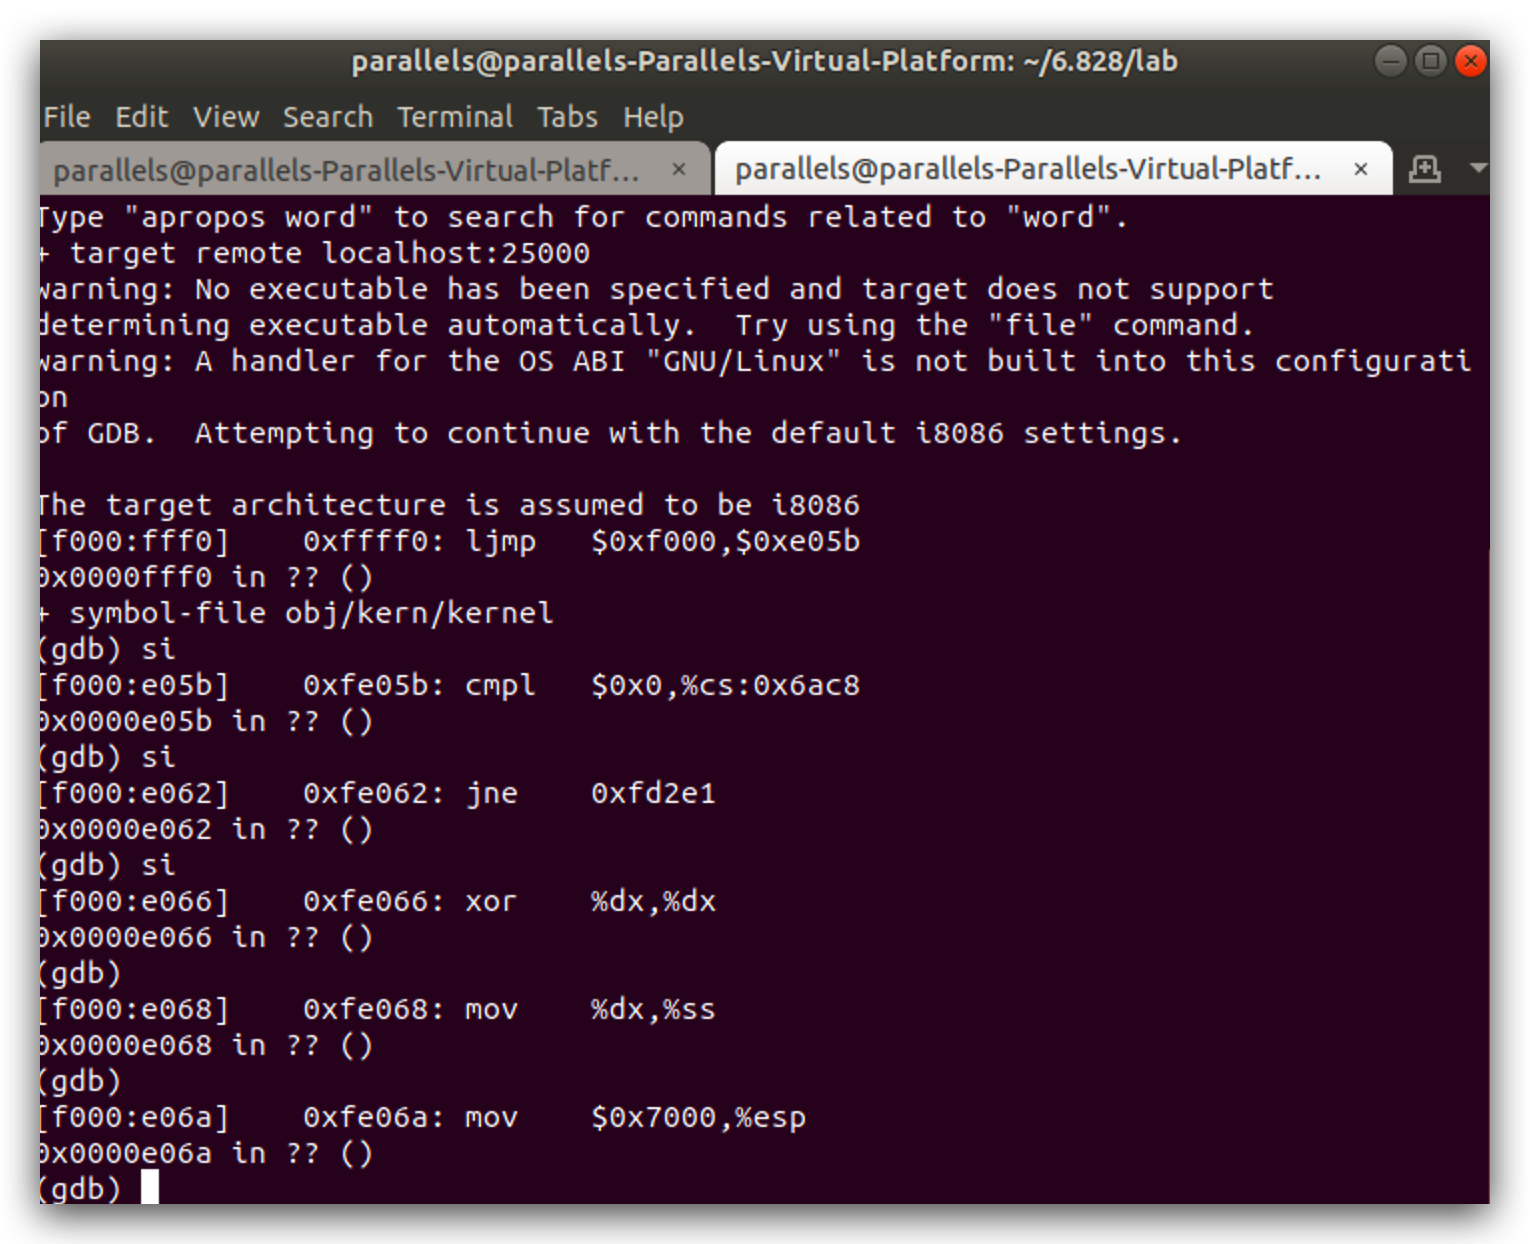 parallels@parallels-Parallels-Virtual-Platform: ~/6.828/lab
File Edit View Search Terminal Tabs Help
parallels@parallels-Parallels-Virtual-Platf... × parallels@parallels-Parallels-Virtual-Platf... ×
Type "apropos word" to search for commands related to "word".
+ target remote localhost:25000
warning: No executable has been specified and target does not support
determining executable automatically.  Try using the "file" command.
warning: A handler for the OS ABI "GNU/Linux" is not built into this configurati
on
of GDB.  Attempting to continue with the default i8086 settings.

The target architecture is assumed to be i8086
[f000:fff0]    0xffff0: ljmp   $0xf000,$0xe05b
0x0000fff0 in ?? ()
+ symbol-file obj/kern/kernel
(gdb) si
[f000:e05b]    0xfe05b: cmpl   $0x0,%cs:0x6ac8
0x0000e05b in ?? ()
(gdb) si
[f000:e062]    0xfe062: jne    0xfd2e1
0x0000e062 in ?? ()
(gdb) si
[f000:e066]    0xfe066: xor    %dx,%dx
0x0000e066 in ?? ()
(gdb)
[f000:e068]    0xfe068: mov    %dx,%ss
0x0000e068 in ?? ()
(gdb)
[f000:e06a]    0xfe06a: mov    $0x7000,%esp
0x0000e06a in ?? ()
(gdb)